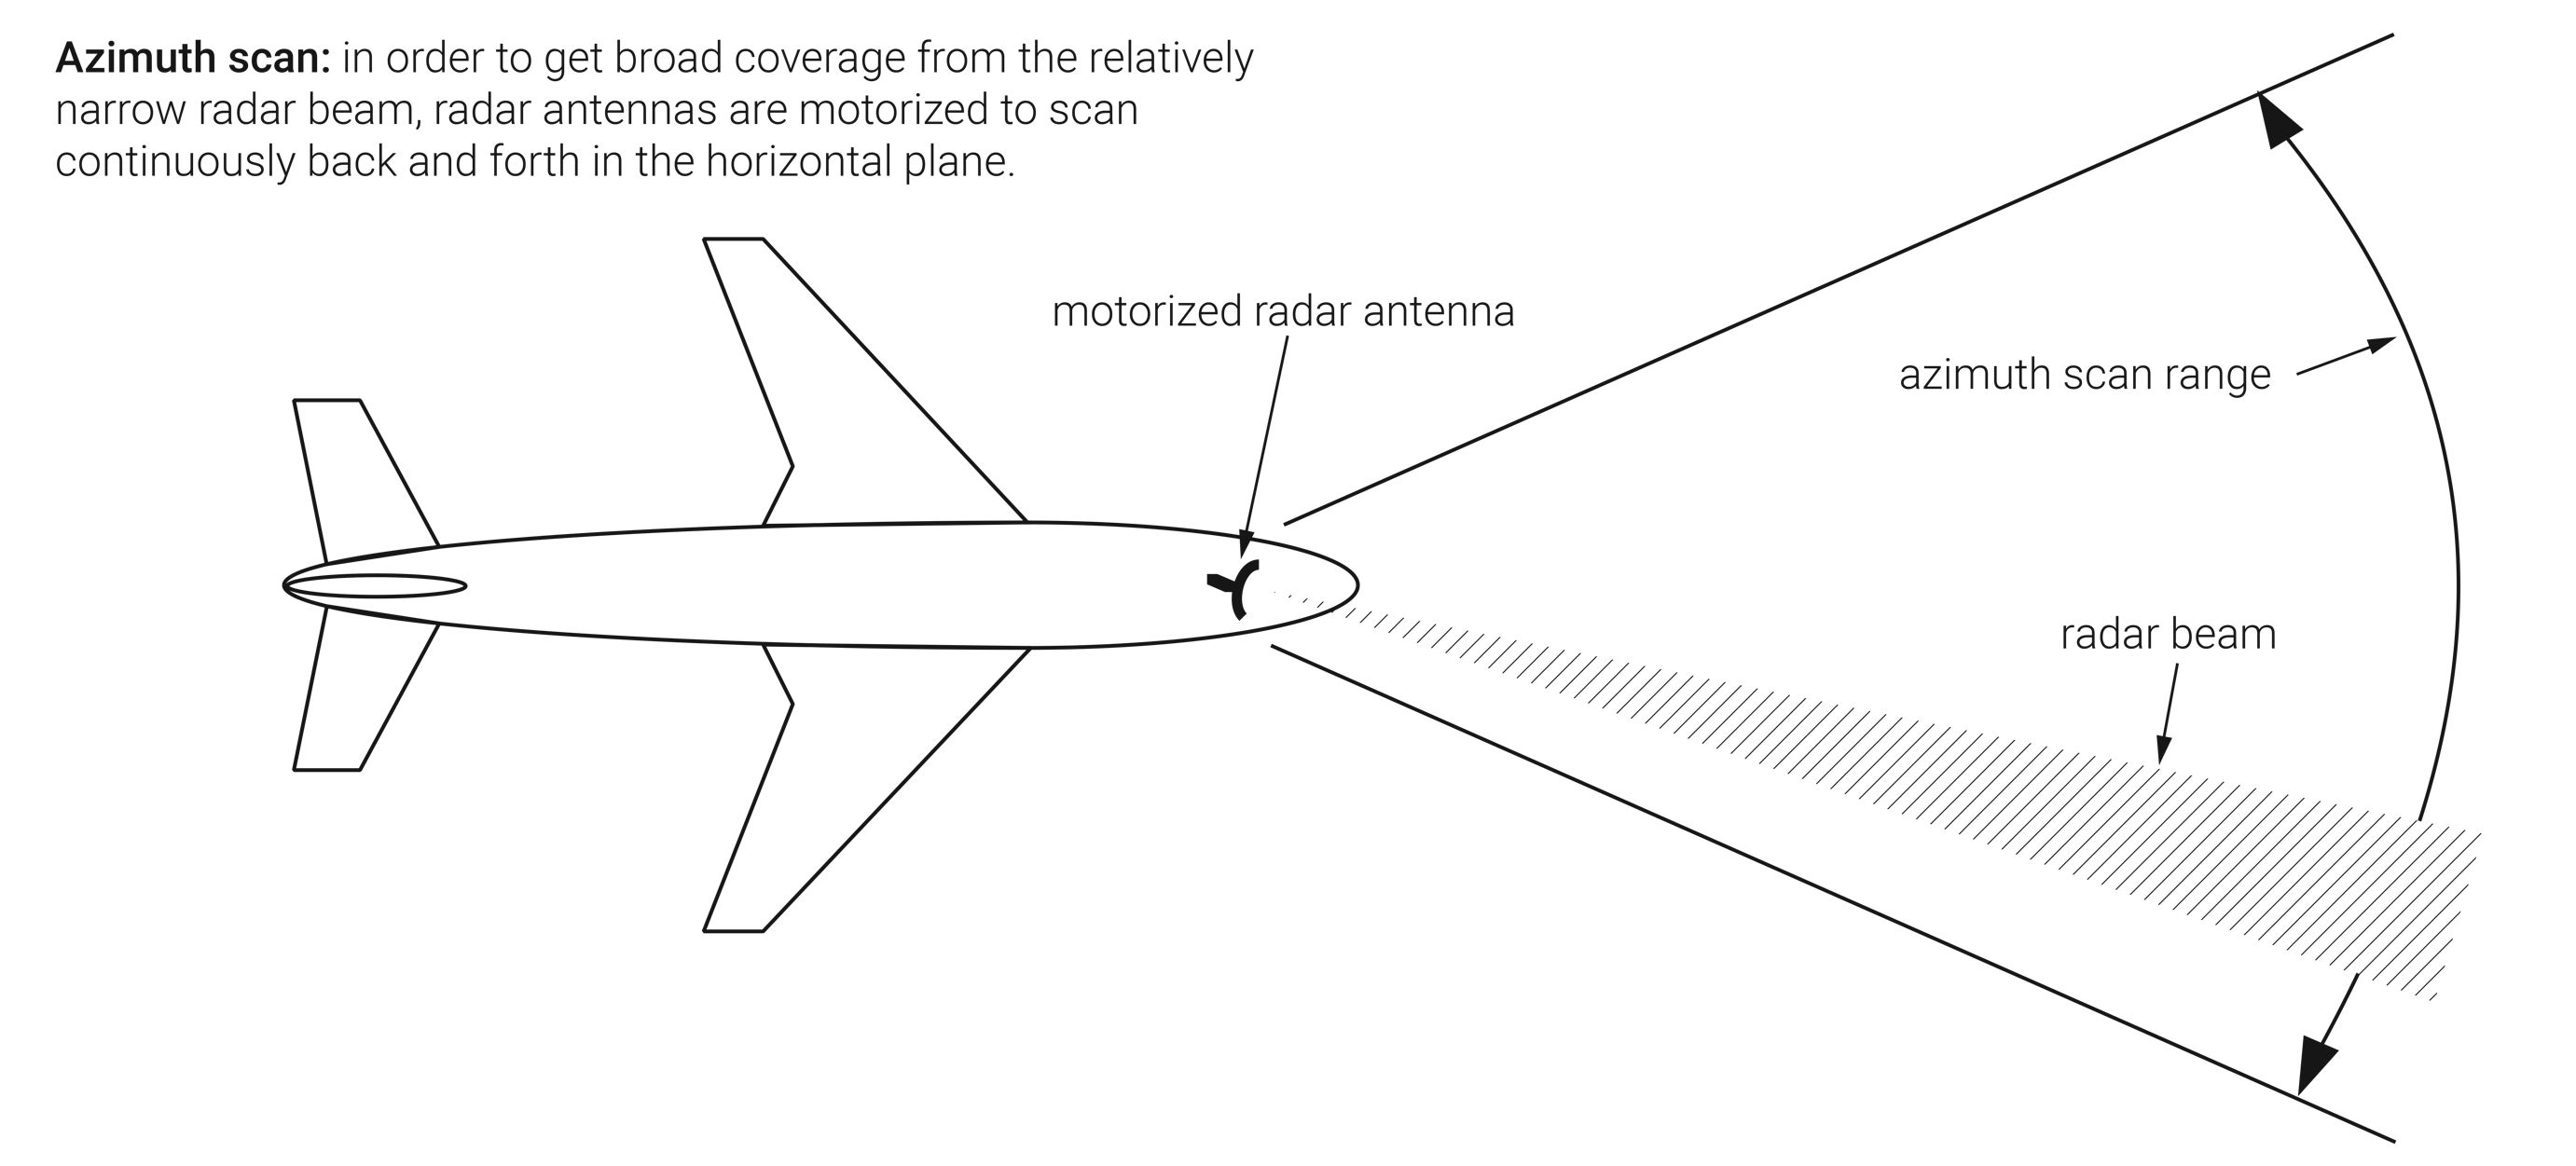 Azimuth scan: in order to get broad coverage from the relatively
narrow radar beam, radar antennas are motorized to scan
continuously back and forth in the horizontal plane.
motorized radar antenna
azimuth scan range
radar beam